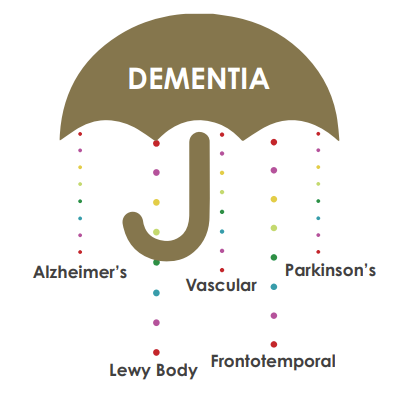 DEMENTIA
Alzheimer's
Vascular
Parkinson's
Lewy Body
Frontotemporal